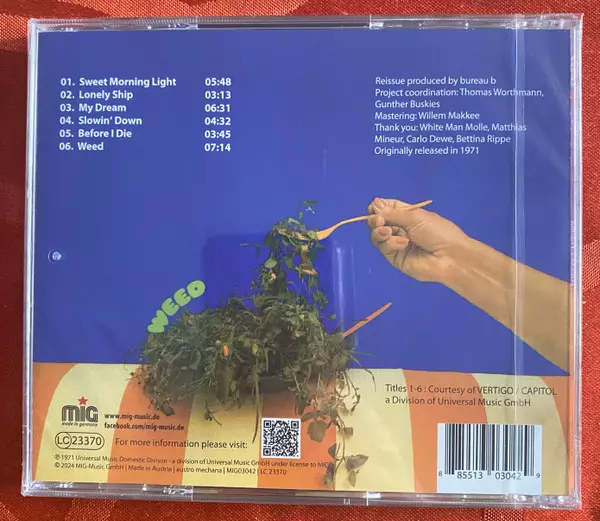 01. Sweet Morning Light 05:48
02. Lonely Ship 03:13
03. My Dream 06:31
04. Slowin' Down 04:32
05. Before I Die 03:45
06. Weed 07:14
Reissue produced by bureau b
Project coordination: Thomas Worthmann,
Gunther Buskies
Mastering: Willem Makkee
Thank you: White Man Molle, Matthias
Mineur, Carlo Dewe, Bettina Rippe
Originally released in 1971
WEED
Titles 1-6 : Courtesy of VERTIGO / CAPITOL
a Division of Universal Music GmbH
MiG
made in germany
www.mig-music.de
facebook.com/mig-music.de
LC 23370
For more information please visit:
℗ 1971 Universal Music Domestic Division - a division of Universal Music GmbH under license to MIG
© 2024 MIG-Music GmbH | Made in Austria | austro mechana | MIG03042 | LC 23370
8 85513 03042 9